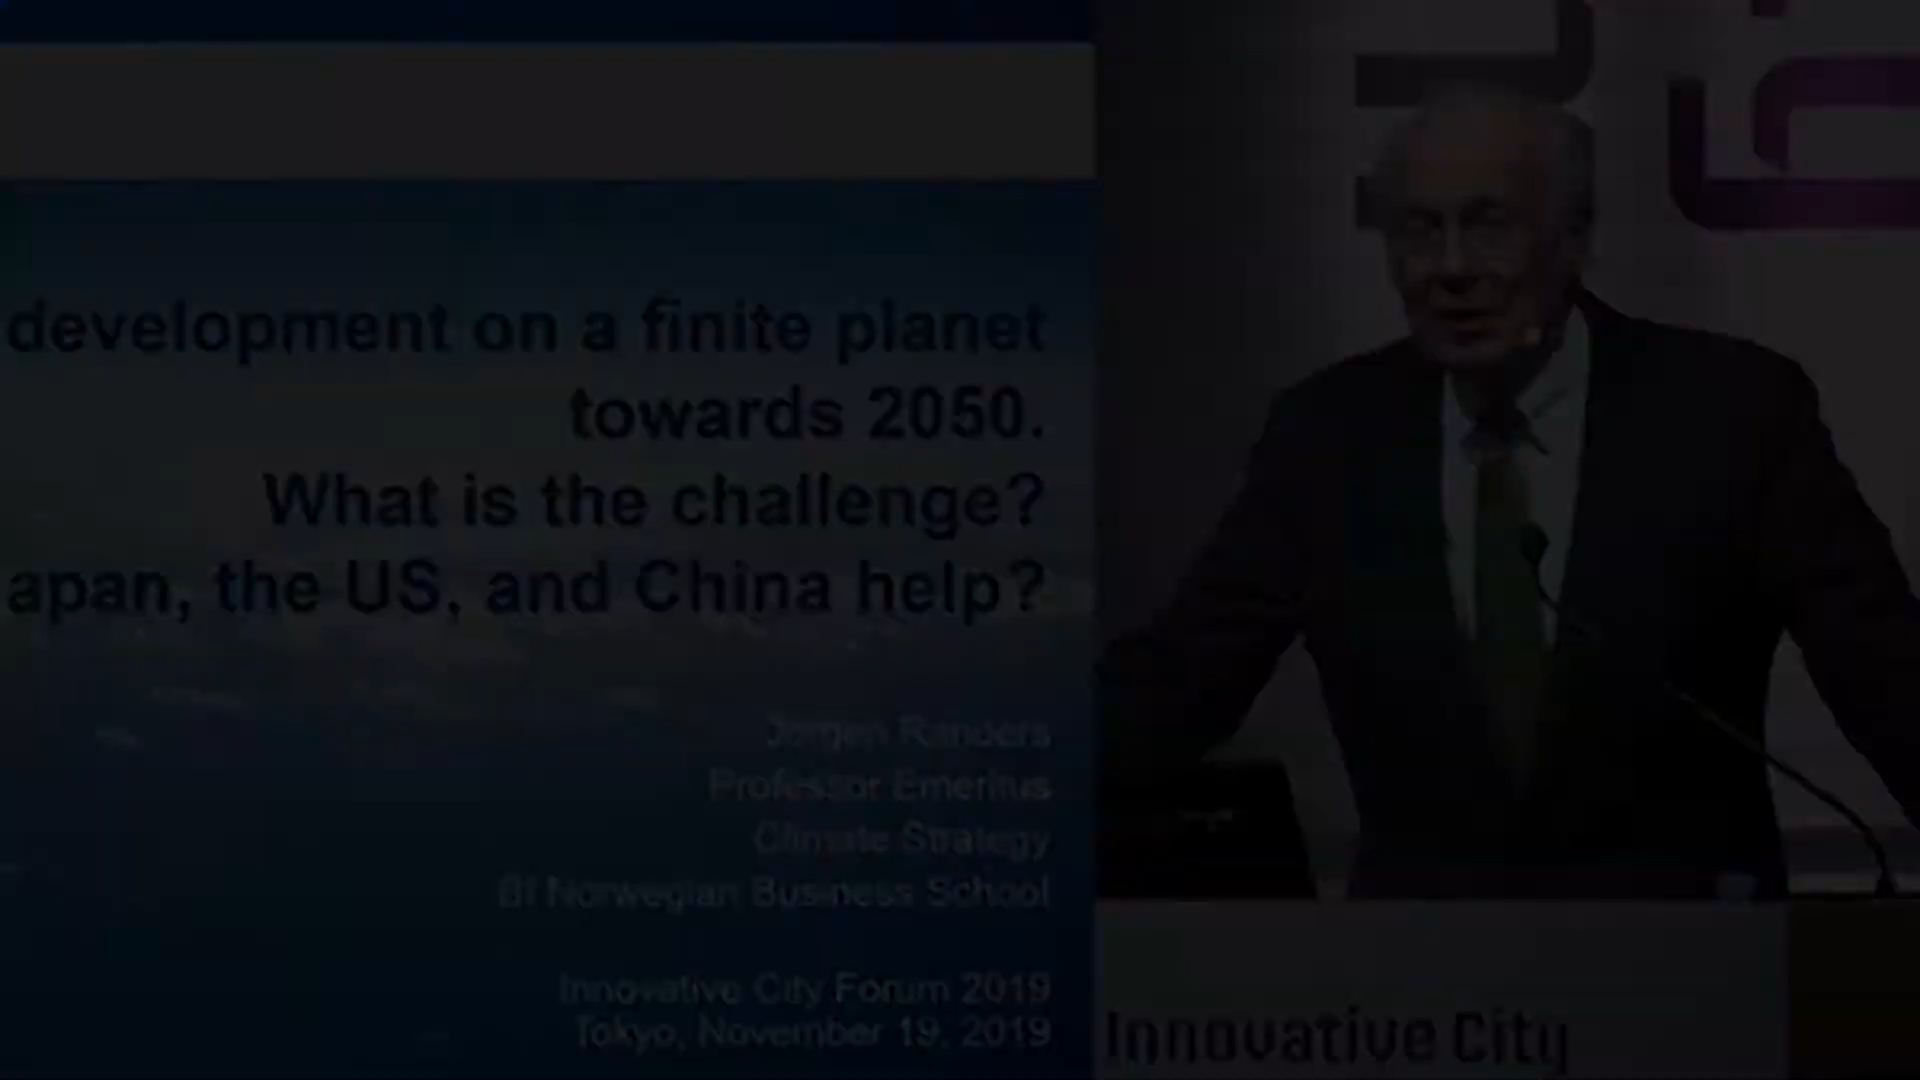 development on a finite planet
towards 2050.
What is the challenge?
apan, the US, and China help?
Jorgen Randers
Professor Emeritus
Climate Strategy
BI Norwegian Business School
Innovative City Forum 2019
Tokyo, November 19, 2019
Innovative City